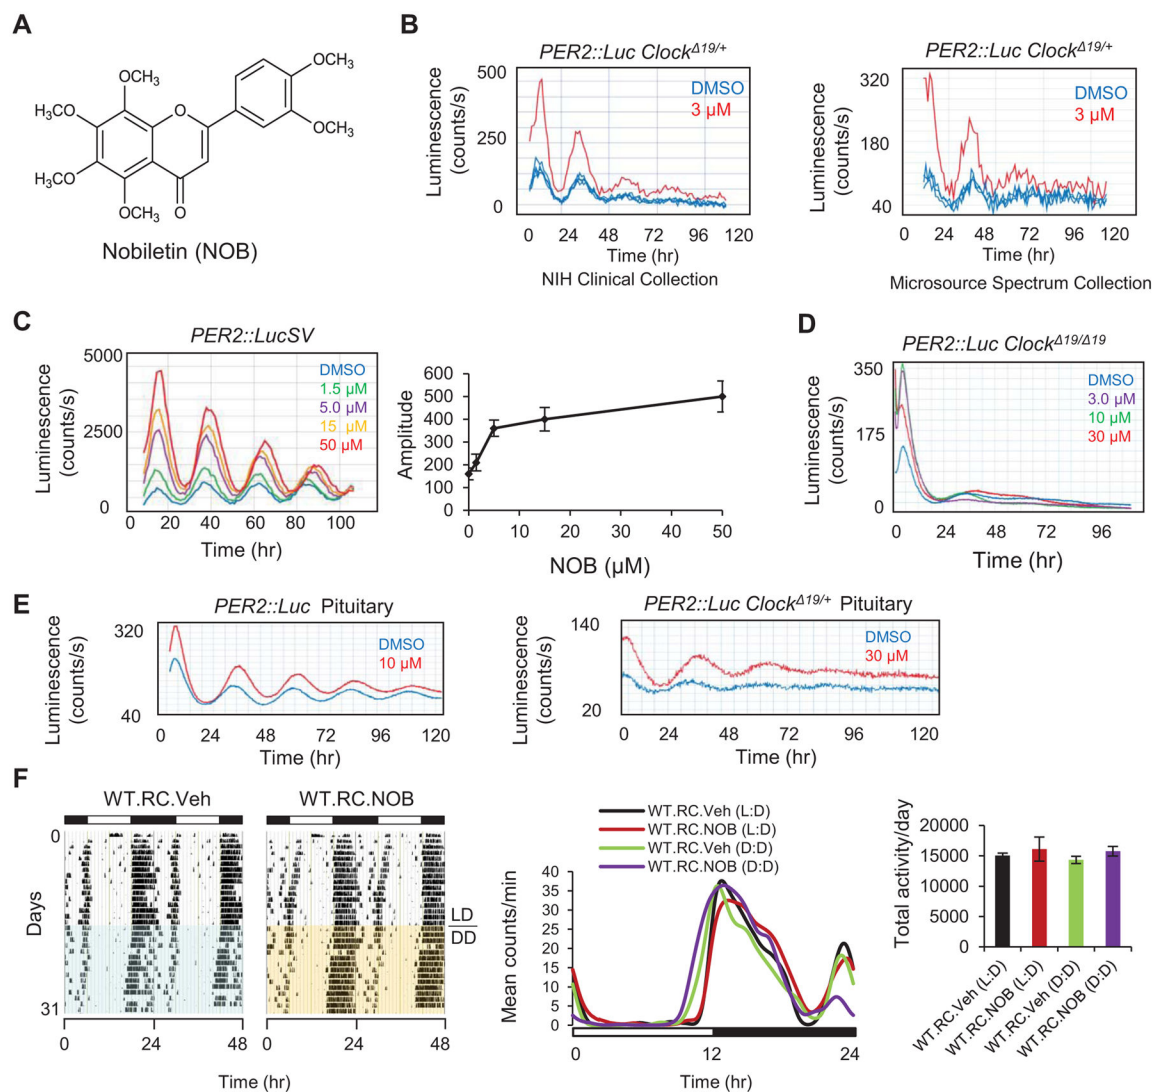 A
OCH₃
OCH₃
H₃CO
O
OCH₃
H₃CO
OCH₃
O
Nobiletin (NOB)
B
PER2::Luc Clock^Δ19/+
Luminescence
(counts/s)
500
250
0
DMSO
3 µM
0 24 48 72 96 120
Time (hr)
NIH Clinical Collection
PER2::Luc Clock^Δ19/+
Luminescence
(counts/s)
320
180
40
DMSO
3 µM
0 24 48 72 96 120
Time (hr)
Microsource Spectrum Collection
C
PER2::LucSV
Luminescence
(counts/s)
5000
2500
0
DMSO
1.5 µM
5.0 µM
15 µM
50 µM
0 20 40 60 80 100
Time (hr)
Amplitude
600
500
400
300
200
100
0
0 10 20 30 40 50
NOB (µM)
D
PER2::Luc Clock^Δ19/Δ19
Luminescence
(counts/s)
350
175
0
DMSO
3.0 µM
10 µM
30 µM
0 24 48 72 96
Time (hr)
E
PER2::Luc Pituitary
Luminescence
(counts/s)
320
40
DMSO
10 µM
0 24 48 72 96 120
Time (hr)
PER2::Luc Clock^Δ19/+ Pituitary
Luminescence
(counts/s)
140
20
DMSO
30 µM
0 24 48 72 96 120
Time (hr)
F
WT.RC.Veh
WT.RC.NOB
0
Days
31
LD
DD
0 24 48
0 24 48
Time (hr)
WT.RC.Veh (L:D)
WT.RC.NOB (L:D)
WT.RC.Veh (D:D)
WT.RC.NOB (D:D)
Mean counts/min
40
35
30
25
20
15
10
5
0
0 12 24
Time (hr)
Total activity/day
20000
15000
10000
5000
0
WT.RC.Veh (L:D)
WT.RC.NOB (L:D)
WT.RC.Veh (D:D)
WT.RC.NOB (D:D)